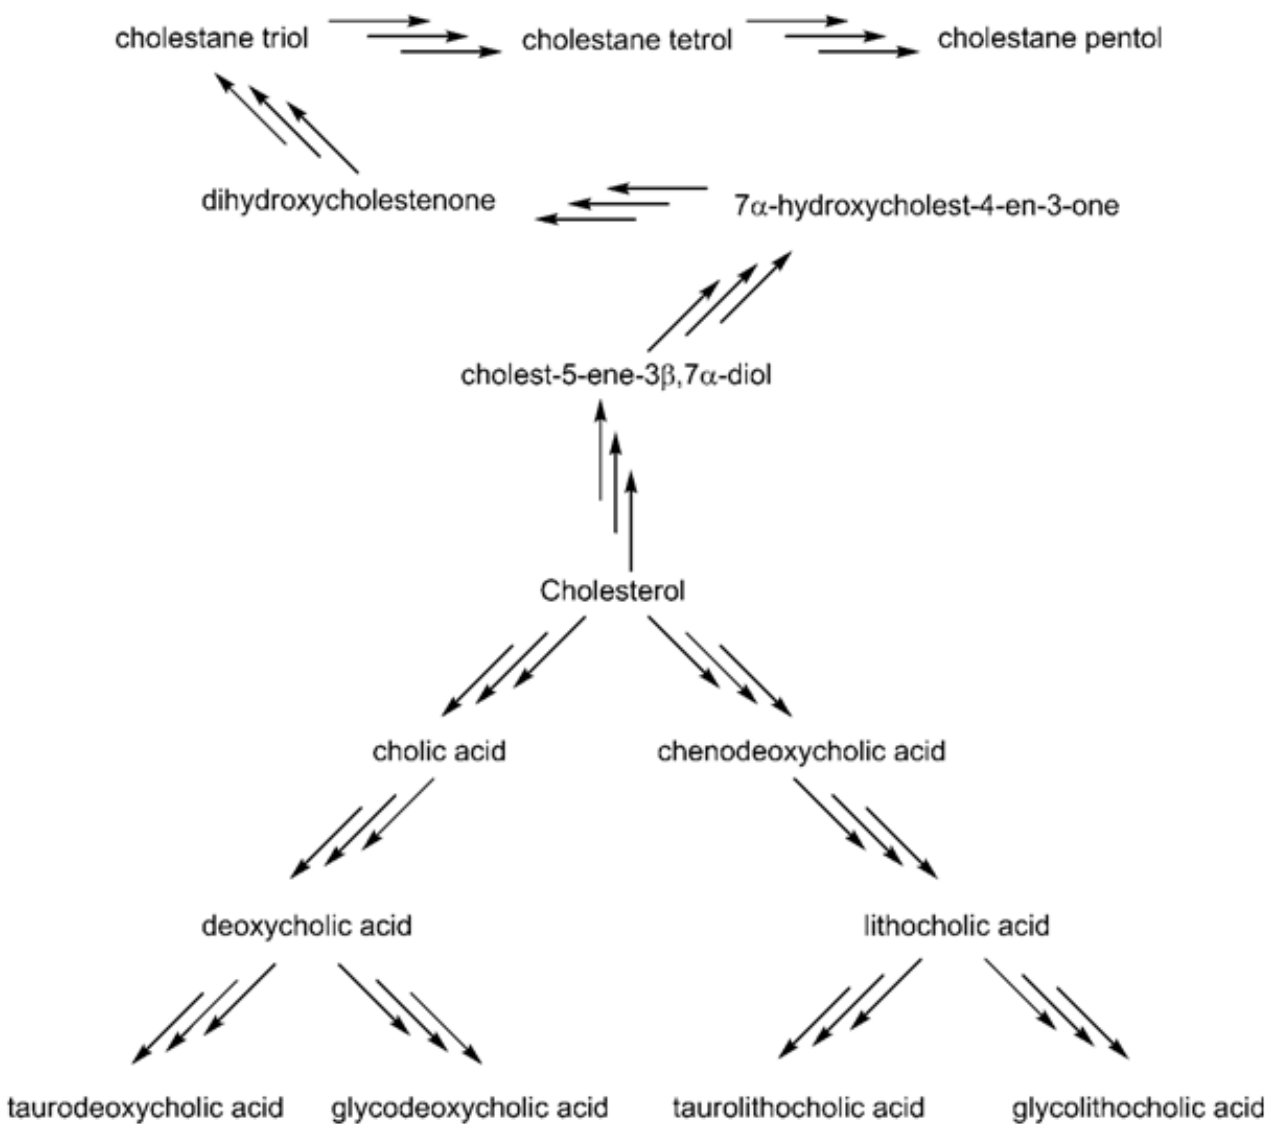 cholestane triol
cholestane tetrol
cholestane pentol
dihydroxycholestenone
7α-hydroxycholest-4-en-3-one
cholest-5-ene-3β,7α-diol
Cholesterol
cholic acid
chenodeoxycholic acid
deoxycholic acid
lithocholic acid
taurodeoxycholic acid
glycodeoxycholic acid
taurolithocholic acid
glycolithocholic acid